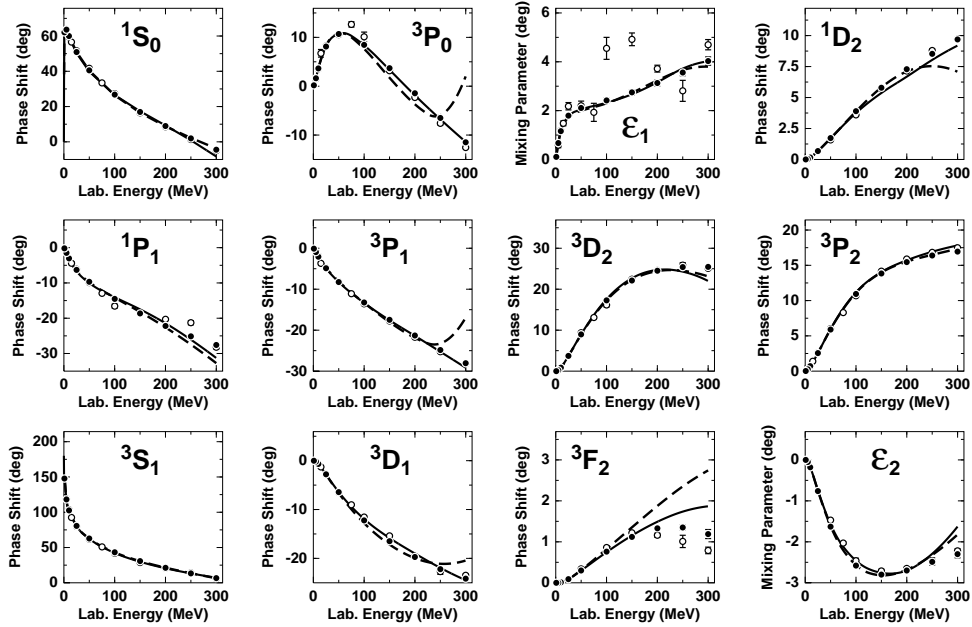 ¹S₀
Phase Shift (deg)
60
40
20
0
0 100 200 300
Lab. Energy (MeV)
³P₀
Phase Shift (deg)
10
0
-10
0 100 200 300
Lab. Energy (MeV)
ε₁
Mixing Parameter (deg)
6
4
2
0
0 100 200 300
Lab. Energy (MeV)
¹D₂
Phase Shift (deg)
10
7.5
5
2.5
0
0 100 200 300
Lab. Energy (MeV)
¹P₁
Phase Shift (deg)
0
-10
-20
-30
0 100 200 300
Lab. Energy (MeV)
³P₁
Phase Shift (deg)
0
-10
-20
-30
0 100 200 300
Lab. Energy (MeV)
³D₂
Phase Shift (deg)
30
20
10
0
0 100 200 300
Lab. Energy (MeV)
³P₂
Phase Shift (deg)
20
15
10
5
0
0 100 200 300
Lab. Energy (MeV)
³S₁
Phase Shift (deg)
200
150
100
50
0
0 100 200 300
Lab. Energy (MeV)
³D₁
Phase Shift (deg)
0
-10
-20
0 100 200 300
Lab. Energy (MeV)
³F₂
Phase Shift (deg)
3
2
1
0
0 100 200 300
Lab. Energy (MeV)
ε₂
Mixing Parameter (deg)
0
-1
-2
-3
0 100 200 300
Lab. Energy (MeV)